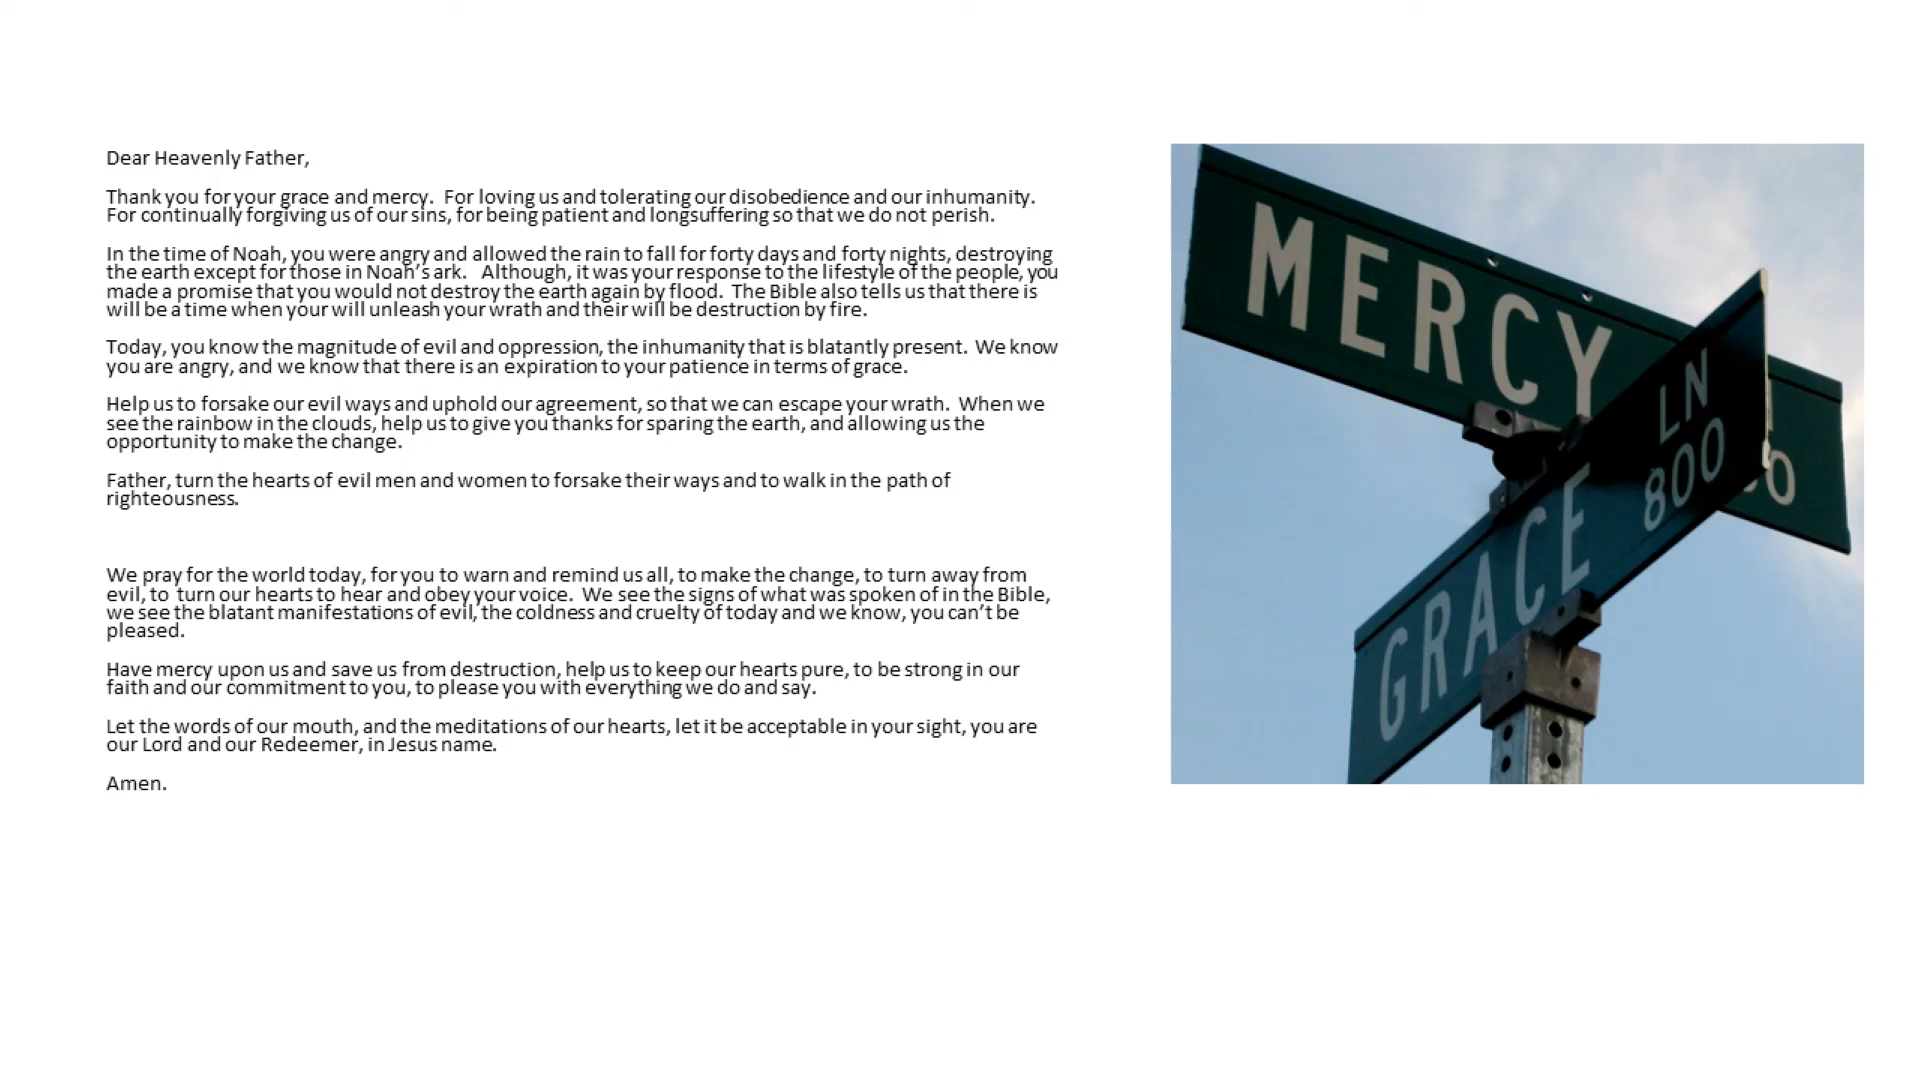 Dear Heavenly Father,
Thank you for your grace and mercy.  For loving us and tolerating our disobedience and our inhumanity.
For continually forgiving us of our sins, for being patient and longsuffering so that we do not perish.
In the time of Noah, you were angry and allowed the rain to fall for forty days and forty nights, destroying
the earth except for those in Noah's ark.   Although, it was your response to the lifestyle of the people, you
made a promise that you would not destroy the earth again by flood.  The Bible also tells us that there is
will be a time when your will unleash your wrath and their will be destruction by fire.
Today, you know the magnitude of evil and oppression, the inhumanity that is blatantly present.  We know
you are angry, and we know that there is an expiration to your patience in terms of grace.
Help us to forsake our evil ways and uphold our agreement, so that we can escape your wrath.  When we
see the rainbow in the clouds, help us to give you thanks for sparing the earth, and allowing us the
opportunity to make the change.
Father, turn the hearts of evil men and women to forsake their ways and to walk in the path of
righteousness.
We pray for the world today, for you to warn and remind us all, to make the change, to turn away from
evil, to  turn our hearts to hear and obey your voice.  We see the signs of what was spoken of in the Bible,
we see the blatant manifestations of evil, the coldness and cruelty of today and we know, you can't be
pleased.
Have mercy upon us and save us from destruction, help us to keep our hearts pure, to be strong in our
faith and our commitment to you, to please you with everything we do and say.
Let the words of our mouth, and the meditations of our hearts, let it be acceptable in your sight, you are
our Lord and our Redeemer, in Jesus name.
Amen.
MERCY
GRACE LN
800